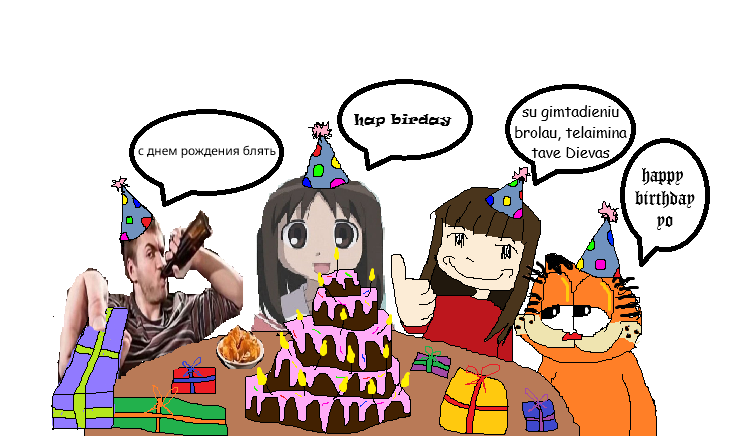 с днем рождения блять
hap birday
su gimtadieniu
brolau, telaimina
tave Dievas
happy
birthday
yo